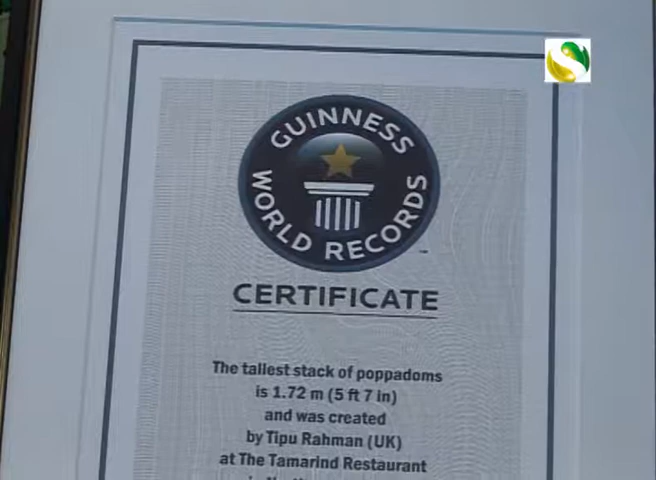 GUINNESS
WORLD RECORDS
™
CERTIFICATE
The tallest stack of poppadoms
is 1.72 m (5 ft 7 in)
and was created
by Tipu Rahman (UK)
at The Tamarind Restaurant